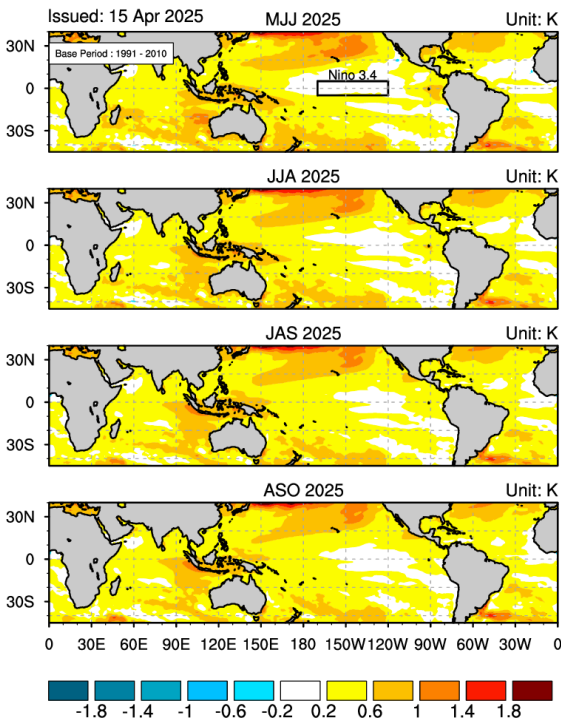 Issued: 15 Apr 2025 MJJ 2025 Unit: K
30N
Base Period : 1991 - 2010
Nino 3.4
0
30S
JJA 2025 Unit: K
30N
0
30S
JAS 2025 Unit: K
30N
0
30S
ASO 2025 Unit: K
30N
0
30S
0 30E 60E 90E 120E 150E 180 150W 120W 90W 60W 30W 0
-1.8 -1.4 -1 -0.6 -0.2 0.2 0.6 1 1.4 1.8